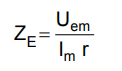 Z_E = U_em / I_m r